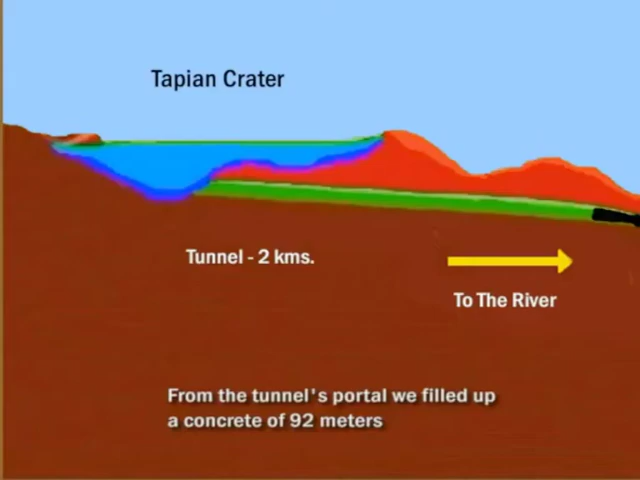 Tapian Crater
Tunnel - 2 kms.
To The River
From the tunnel's portal we filled up
a concrete of 92 meters